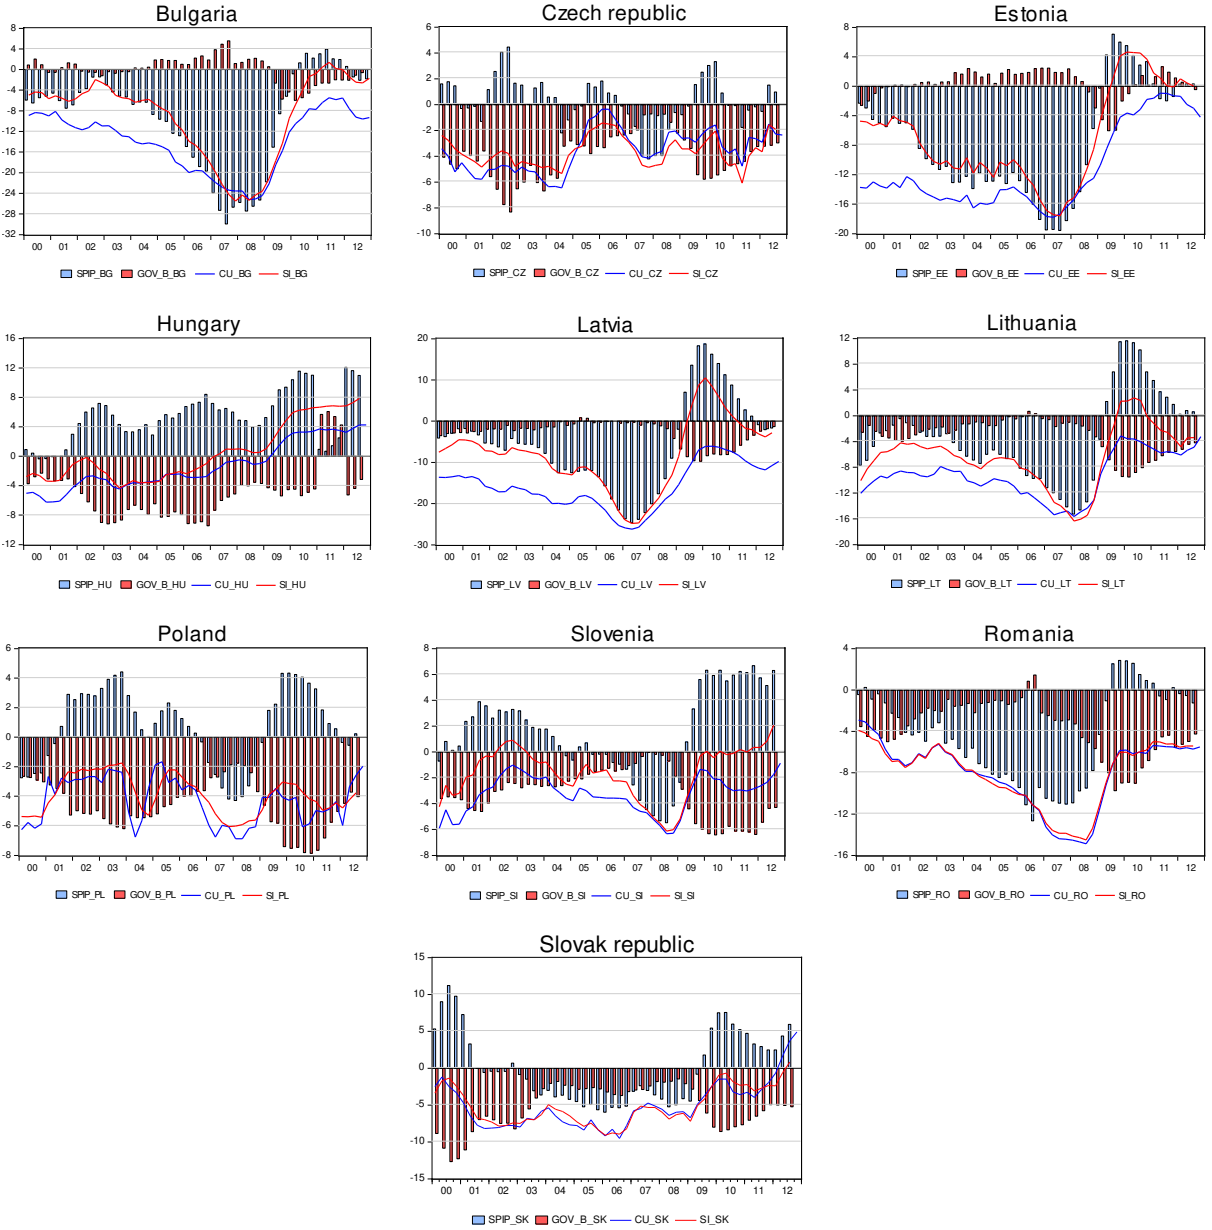 Bulgaria
8
4
0
-4
-8
-12
-16
-20
-24
-28
-32
00 01 02 03 04 05 06 07 08 09 10 11 12
SPIP_BG GOV_B_BG CU_BG SI_BG
Czech republic
6
4
2
0
-2
-4
-6
-8
-10
00 01 02 03 04 05 06 07 08 09 10 11 12
SPIP_CZ GOV_B_CZ CU_CZ SI_CZ
Estonia
8
4
0
-4
-8
-12
-16
-20
00 01 02 03 04 05 06 07 08 09 10 11 12
SPIP_EE GOV_B_EE CU_EE SI_EE
Hungary
16
12
8
4
0
-4
-8
-12
00 01 02 03 04 05 06 07 08 09 10 11 12
SPIP_HU GOV_B_HU CU_HU SI_HU
Latvia
20
10
0
-10
-20
-30
00 01 02 03 04 05 06 07 08 09 10 11 12
SPIP_LV GOV_B_LV CU_LV SI_LV
Lithuania
12
8
4
0
-4
-8
-12
-16
-20
00 01 02 03 04 05 06 07 08 09 10 11 12
SPIP_LT GOV_B_LT CU_LT SI_LT
Poland
6
4
2
0
-2
-4
-6
-8
00 01 02 03 04 05 06 07 08 09 10 11 12
SPIP_PL GOV_B_PL CU_PL SI_PL
Slovenia
8
6
4
2
0
-2
-4
-6
-8
00 01 02 03 04 05 06 07 08 09 10 11 12
SPIP_SI GOV_B_SI CU_SI SI_SI
Romania
4
0
-4
-8
-12
-16
00 01 02 03 04 05 06 07 08 09 10 11 12
SPIP_RO GOV_B_RO CU_RO SI_RO
Slovak republic
15
10
5
0
-5
-10
-15
00 01 02 03 04 05 06 07 08 09 10 11 12
SPIP_SK GOV_B_SK CU_SK SI_SK